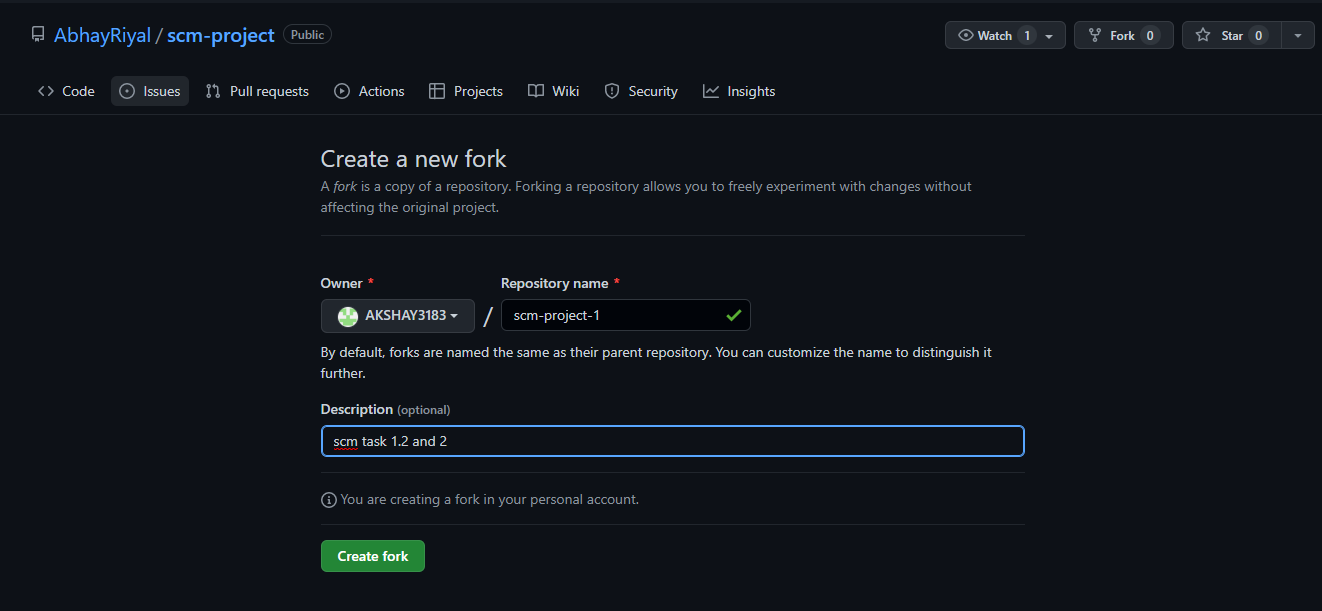 AbhayRiyal / scm-project Public
Watch 1 Fork 0 Star 0
Code Issues Pull requests Actions Projects Wiki Security Insights
Create a new fork
A fork is a copy of a repository. Forking a repository allows you to freely experiment with changes without
affecting the original project.
Owner * Repository name *
AKSHAY3183 / scm-project-1
By default, forks are named the same as their parent repository. You can customize the name to distinguish it
further.
Description (optional)
scm task 1.2 and 2
You are creating a fork in your personal account.
Create fork